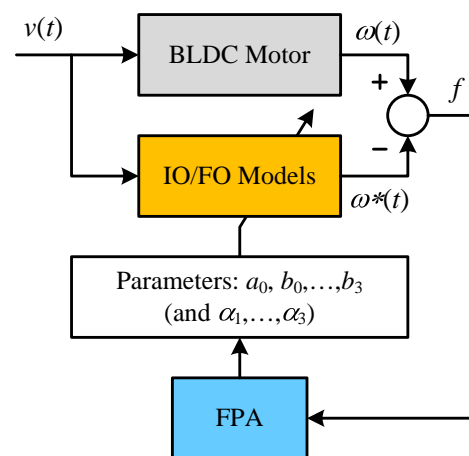 v(t)
BLDC Motor
ω(t)
+
f
−
IO/FO Models
ω*(t)
Parameters: a₀, b₀,…,b₃
(and α₁,…,α₃)
FPA